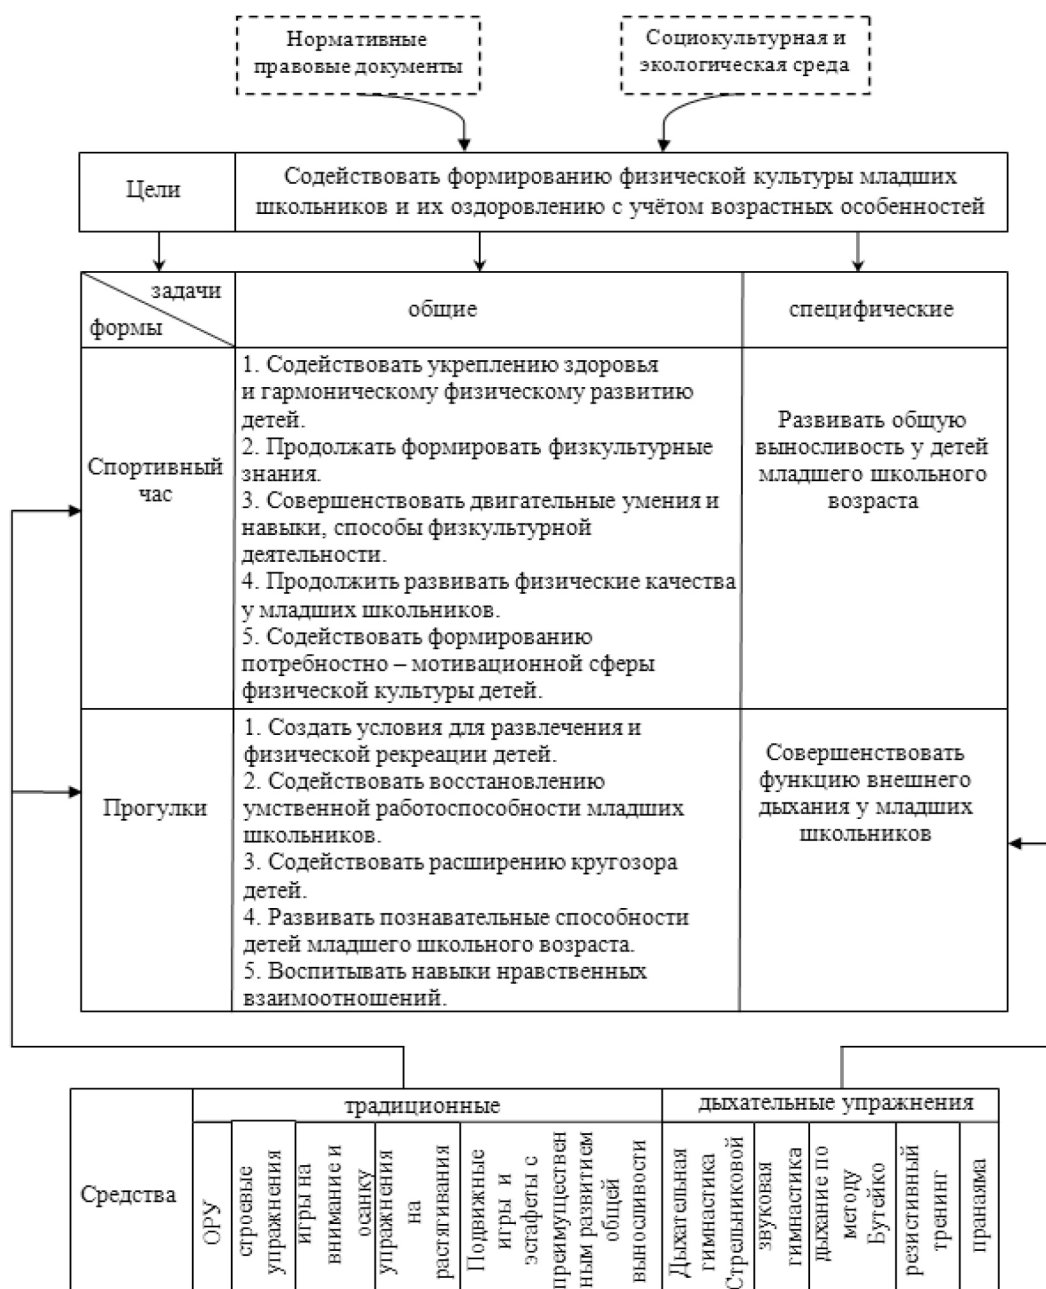 Нормативные
правовые документы
Социокультурная и
экологическая среда
Цели
Содействовать формированию физической культуры младших
школьников и их оздоровлению с учётом возрастных особенностей
задачи
формы
общие
специфические
Спортивный
час
1. Содействовать укреплению здоровья
и гармоническому физическому развитию
детей.
2. Продолжать формировать физкультурные
знания.
3. Совершенствовать двигательные умения и
навыки, способы физкультурной
деятельности.
4. Продолжить развивать физические качества
у младших школьников.
5. Содействовать формированию
потребностно – мотивационной сферы
физической культуры детей.
Развивать общую
выносливость у детей
младшего школьного
возраста
Прогулки
1. Создать условия для развлечения и
физической рекреации детей.
2. Содействовать восстановлению
умственной работоспособности младших
школьников.
3. Содействовать расширению кругозора
детей.
4. Развивать познавательные способности
детей младшего школьного возраста.
5. Воспитывать навыки нравственных
взаимоотношений.
Совершенствовать
функцию внешнего
дыхания у младших
школьников
Средства
традиционные
дыхательные упражнения
ОРУ
строевые
упражнения
игры на
внимание и
осанку
упражнения
на
растягивания
Подвижные
игры и
эстафеты с
преимуществен
ным развитием
общей
выносливости
Дыхательная
гимнастика
Стрельниковой
звуковая
гимнастика
дыхание по
методу
Бутейко
резистивный
тренинг
пранаяма